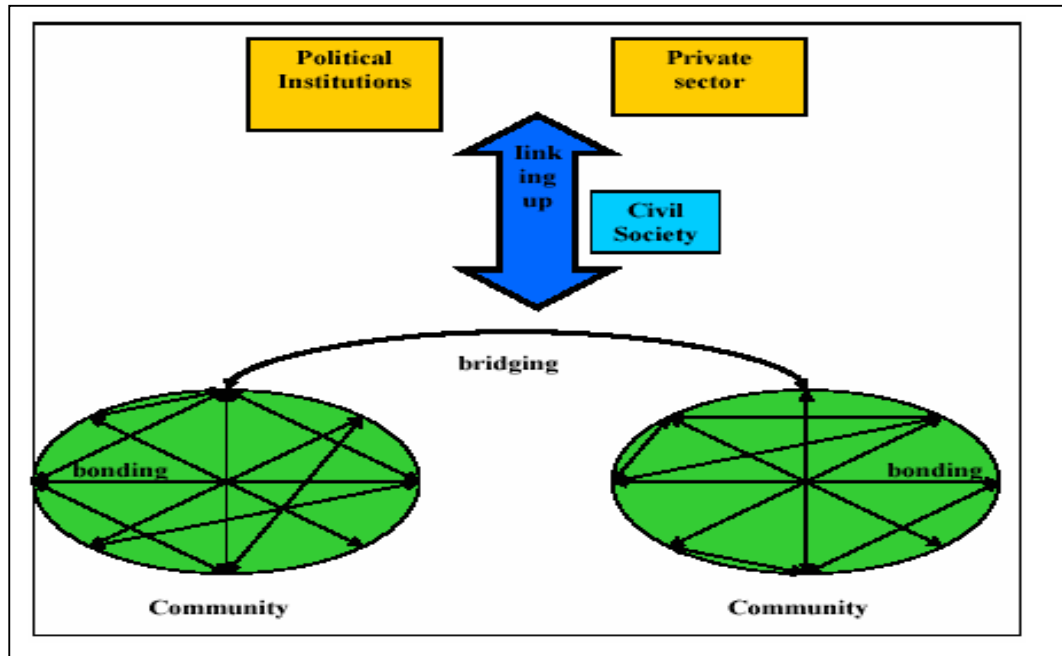 Political
Institutions
Private
sector
link
ing
up
Civil
Society
bridging
bonding
bonding
Community
Community